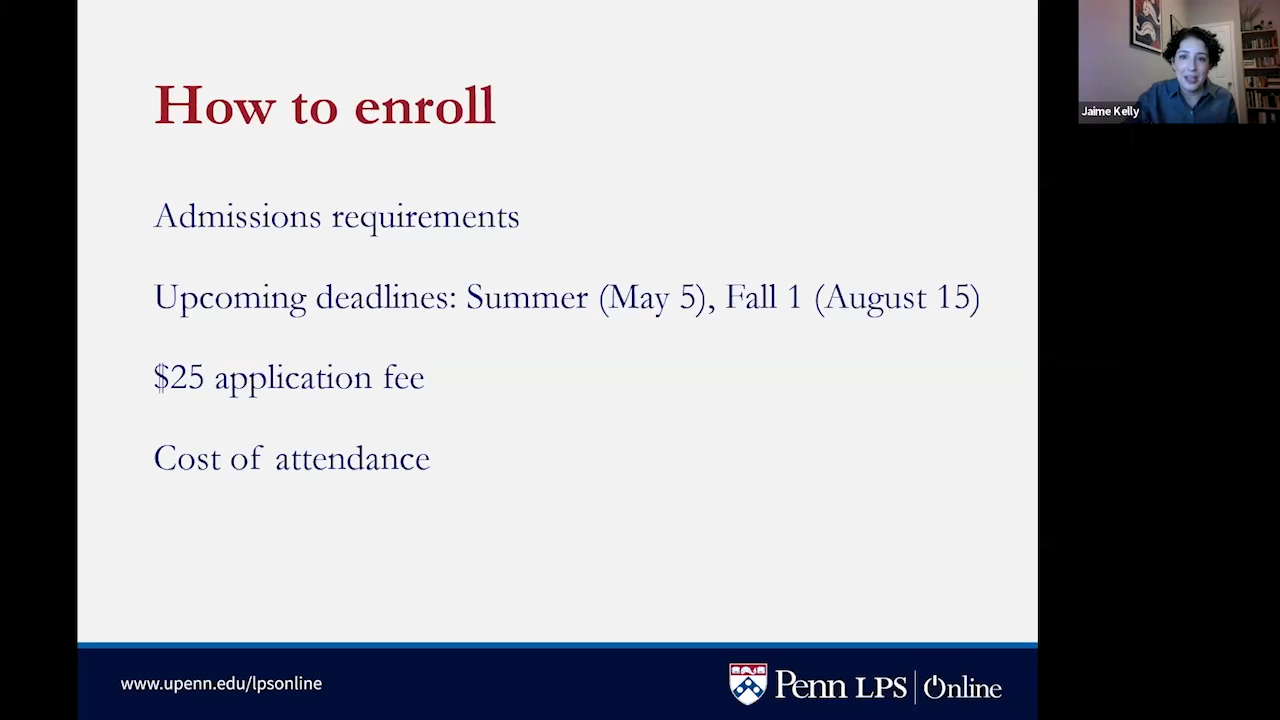 How to enroll
Admissions requirements
Upcoming deadlines: Summer (May 5), Fall 1 (August 15)
$25 application fee
Cost of attendance
www.upenn.edu/lpsonline
Penn LPS | Online
Jaime Kelly